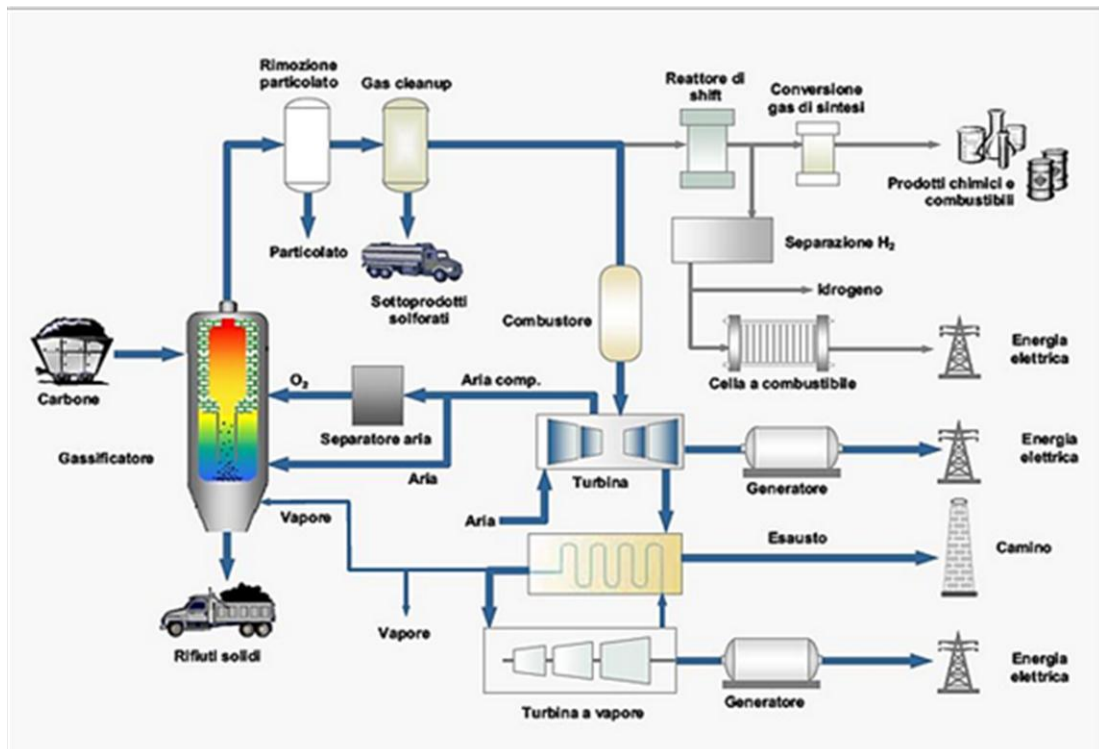 Rimozione
particolato
Gas cleanup
Reattore di
shift
Conversione
gas di sintesi
Prodotti chimici e
combustibili
Particolato
Sottoprodotti
solforati
Separazione H₂
Idrogeno
Combustore
Cella a combustibile
Energia
elettrica
Carbone
O₂
Aria comp.
Separatore aria
Gassificatore
Aria
Turbina
Generatore
Energia
elettrica
Vapore
Aria
Esausto
Camino
Vapore
Rifiuti solidi
Turbina a vapore
Generatore
Energia
elettrica